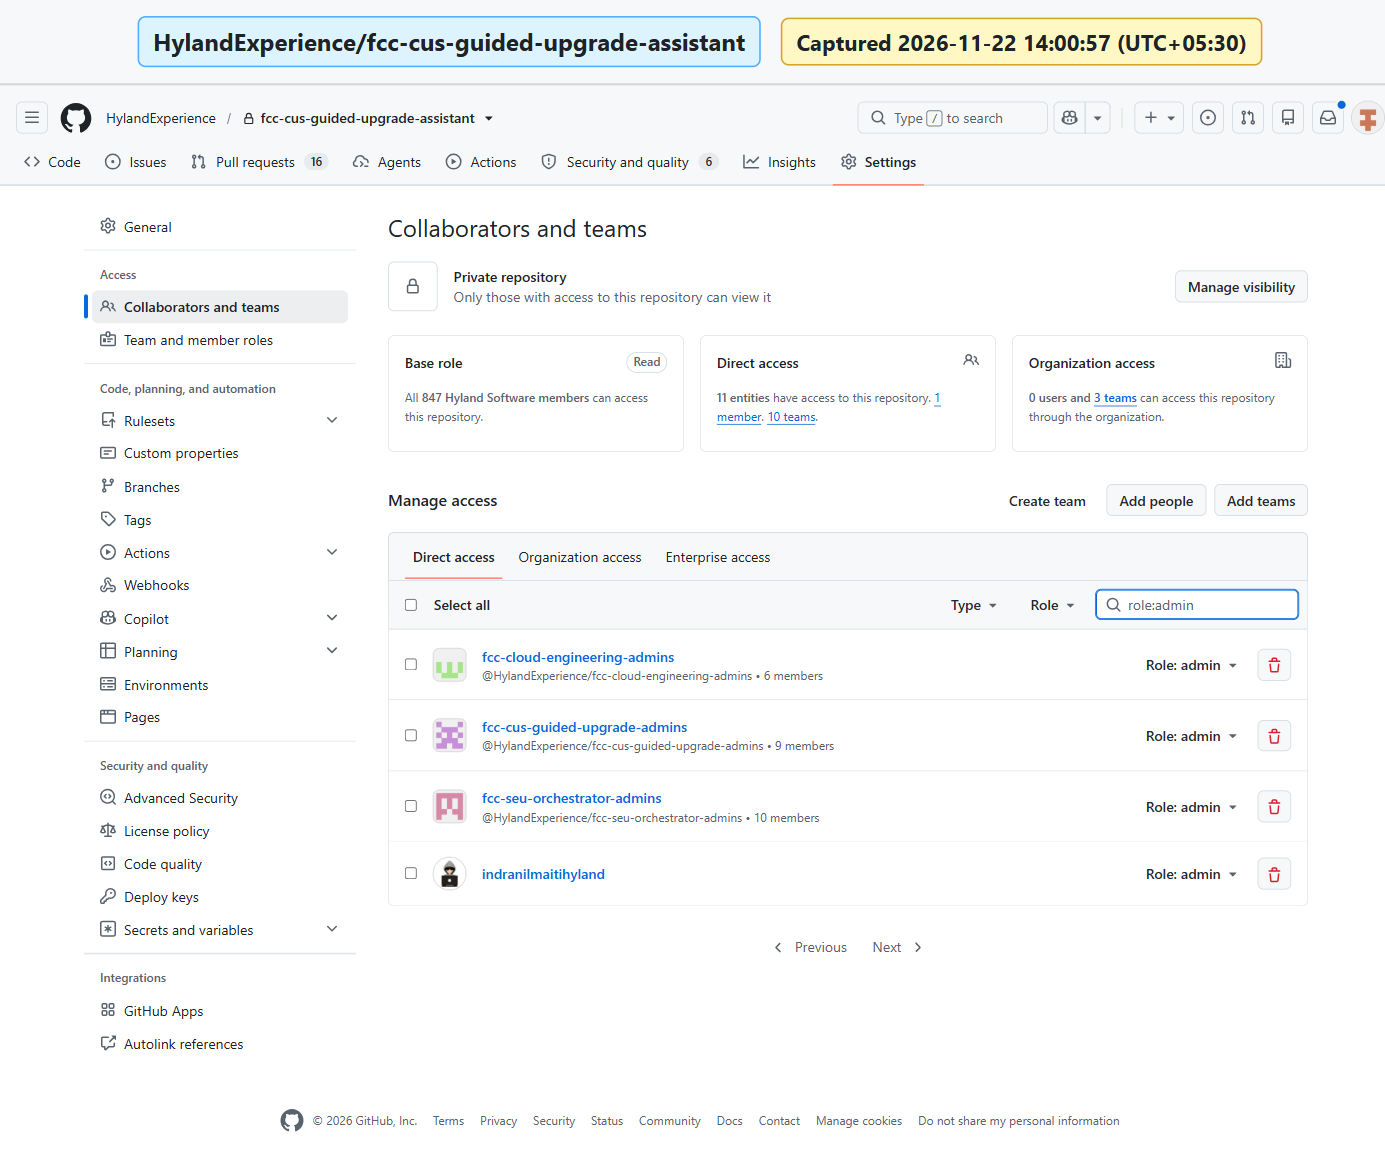 HylandExperience/fcc-cus-guided-upgrade-assistant
Captured 2026-11-22 14:00:57 (UTC+05:30)
HylandExperience / fcc-cus-guided-upgrade-assistant
Type / to search
Code
Issues
Pull requests 16
Agents
Actions
Security and quality 6
Insights
Settings
General
Access
Collaborators and teams
Team and member roles
Code, planning, and automation
Rulesets
Custom properties
Branches
Tags
Actions
Webhooks
Copilot
Planning
Environments
Pages
Security and quality
Advanced Security
License policy
Code quality
Deploy keys
Secrets and variables
Integrations
GitHub Apps
Autolink references
Collaborators and teams
Private repository
Only those with access to this repository can view it
Manage visibility
Base role
Read
All 847 Hyland Software members can access
this repository.
Direct access
11 entities have access to this repository. 1
member. 10 teams.
Organization access
0 users and 3 teams can access this repository
through the organization.
Manage access
Create team
Add people
Add teams
Direct access
Organization access
Enterprise access
Select all
Type
Role
role:admin
fcc-cloud-engineering-admins
@HylandExperience/fcc-cloud-engineering-admins • 6 members
Role: admin
fcc-cus-guided-upgrade-admins
@HylandExperience/fcc-cus-guided-upgrade-admins • 9 members
Role: admin
fcc-seu-orchestrator-admins
@HylandExperience/fcc-seu-orchestrator-admins • 10 members
Role: admin
indranilmaitihyland
Role: admin
Previous
Next
© 2026 GitHub, Inc.
Terms
Privacy
Security
Status
Community
Docs
Contact
Manage cookies
Do not share my personal information